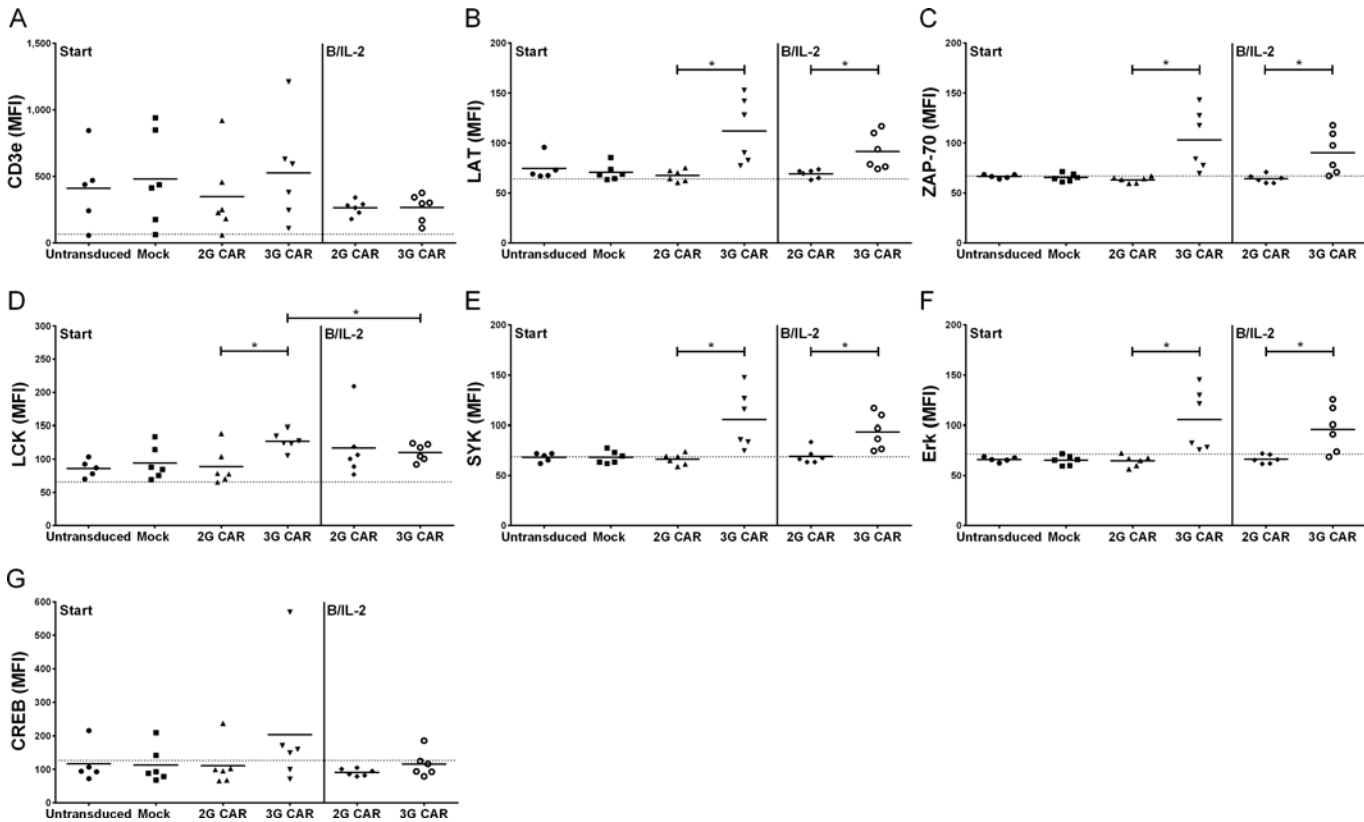 A
Start
B/IL-2
CD3e (MFI)
1,500
1,000
500
0
Untransduced Mock 2G CAR 3G CAR 2G CAR 3G CAR
B
Start
B/IL-2
* *
LAT (MFI)
200
150
100
50
0
Untransduced Mock 2G CAR 3G CAR 2G CAR 3G CAR
C
Start
B/IL-2
* *
ZAP-70 (MFI)
200
150
100
50
0
Untransduced Mock 2G CAR 3G CAR 2G CAR 3G CAR
D
Start
B/IL-2
*
*
LCK (MFI)
300
250
200
150
100
50
0
Untransduced Mock 2G CAR 3G CAR 2G CAR 3G CAR
E
Start
B/IL-2
* *
SYK (MFI)
200
150
100
50
0
Untransduced Mock 2G CAR 3G CAR 2G CAR 3G CAR
F
Start
B/IL-2
* *
Erk (MFI)
200
150
100
50
0
Untransduced Mock 2G CAR 3G CAR 2G CAR 3G CAR
G
Start
B/IL-2
CREB (MFI)
600
500
400
300
200
100
0
Untransduced Mock 2G CAR 3G CAR 2G CAR 3G CAR